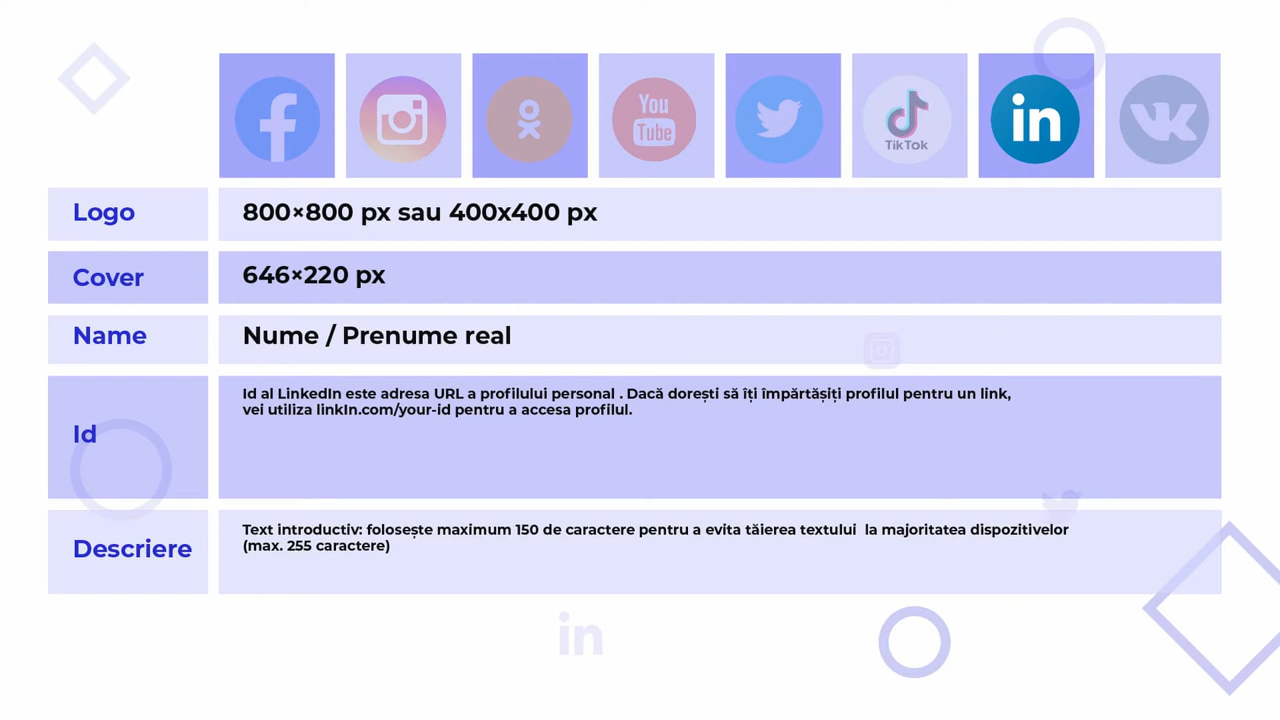 You
Tube
TikTok
in
Logo
800×800 px sau 400x400 px
Cover
646×220 px
Name
Nume / Prenume real
Id
Id al LinkedIn este adresa URL a profilului personal . Dacă dorești să îți împărtășiți profilul pentru un link,
vei utiliza linkIn.com/your-id pentru a accesa profilul.
Descriere
Text introductiv: folosește maximum 150 de caractere pentru a evita tăierea textului  la majoritatea dispozitivelor
(max. 255 caractere)
in